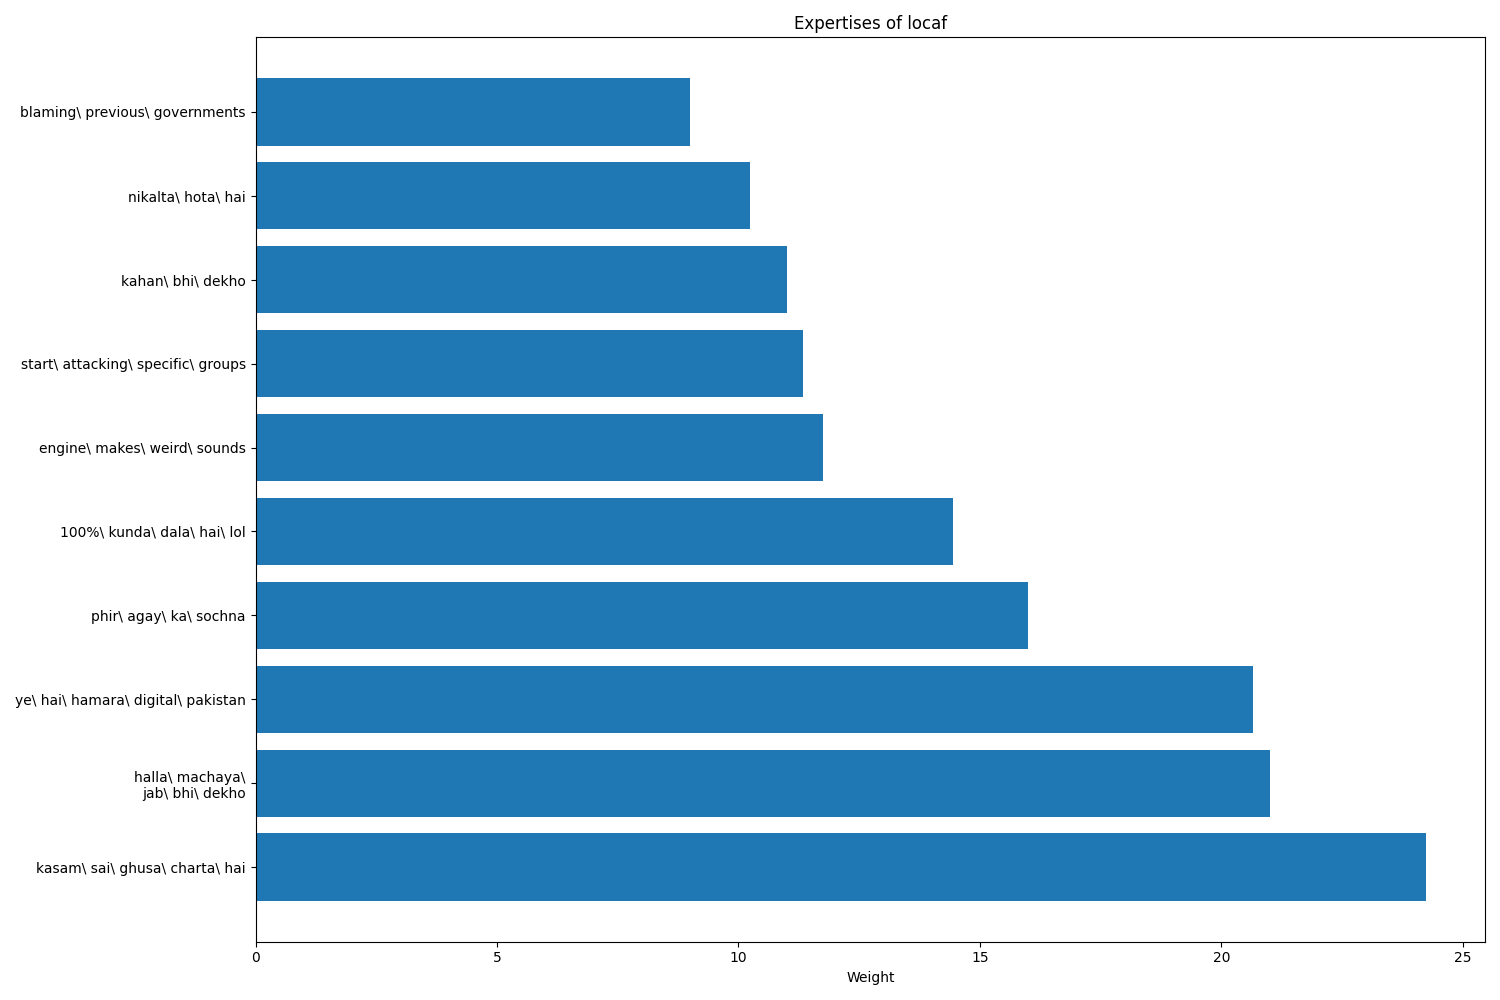 Expertises of locaf
blaming\ previous\ governments
nikalta\ hota\ hai
kahan\ bhi\ dekho
start\ attacking\ specific\ groups
engine\ makes\ weird\ sounds
100%\ kunda\ dala\ hai\ lol
phir\ agay\ ka\ sochna
ye\ hai\ hamara\ digital\ pakistan
halla\ machaya\
jab\ bhi\ dekho
kasam\ sai\ ghusa\ charta\ hai
0 5 10 15 20 25
Weight